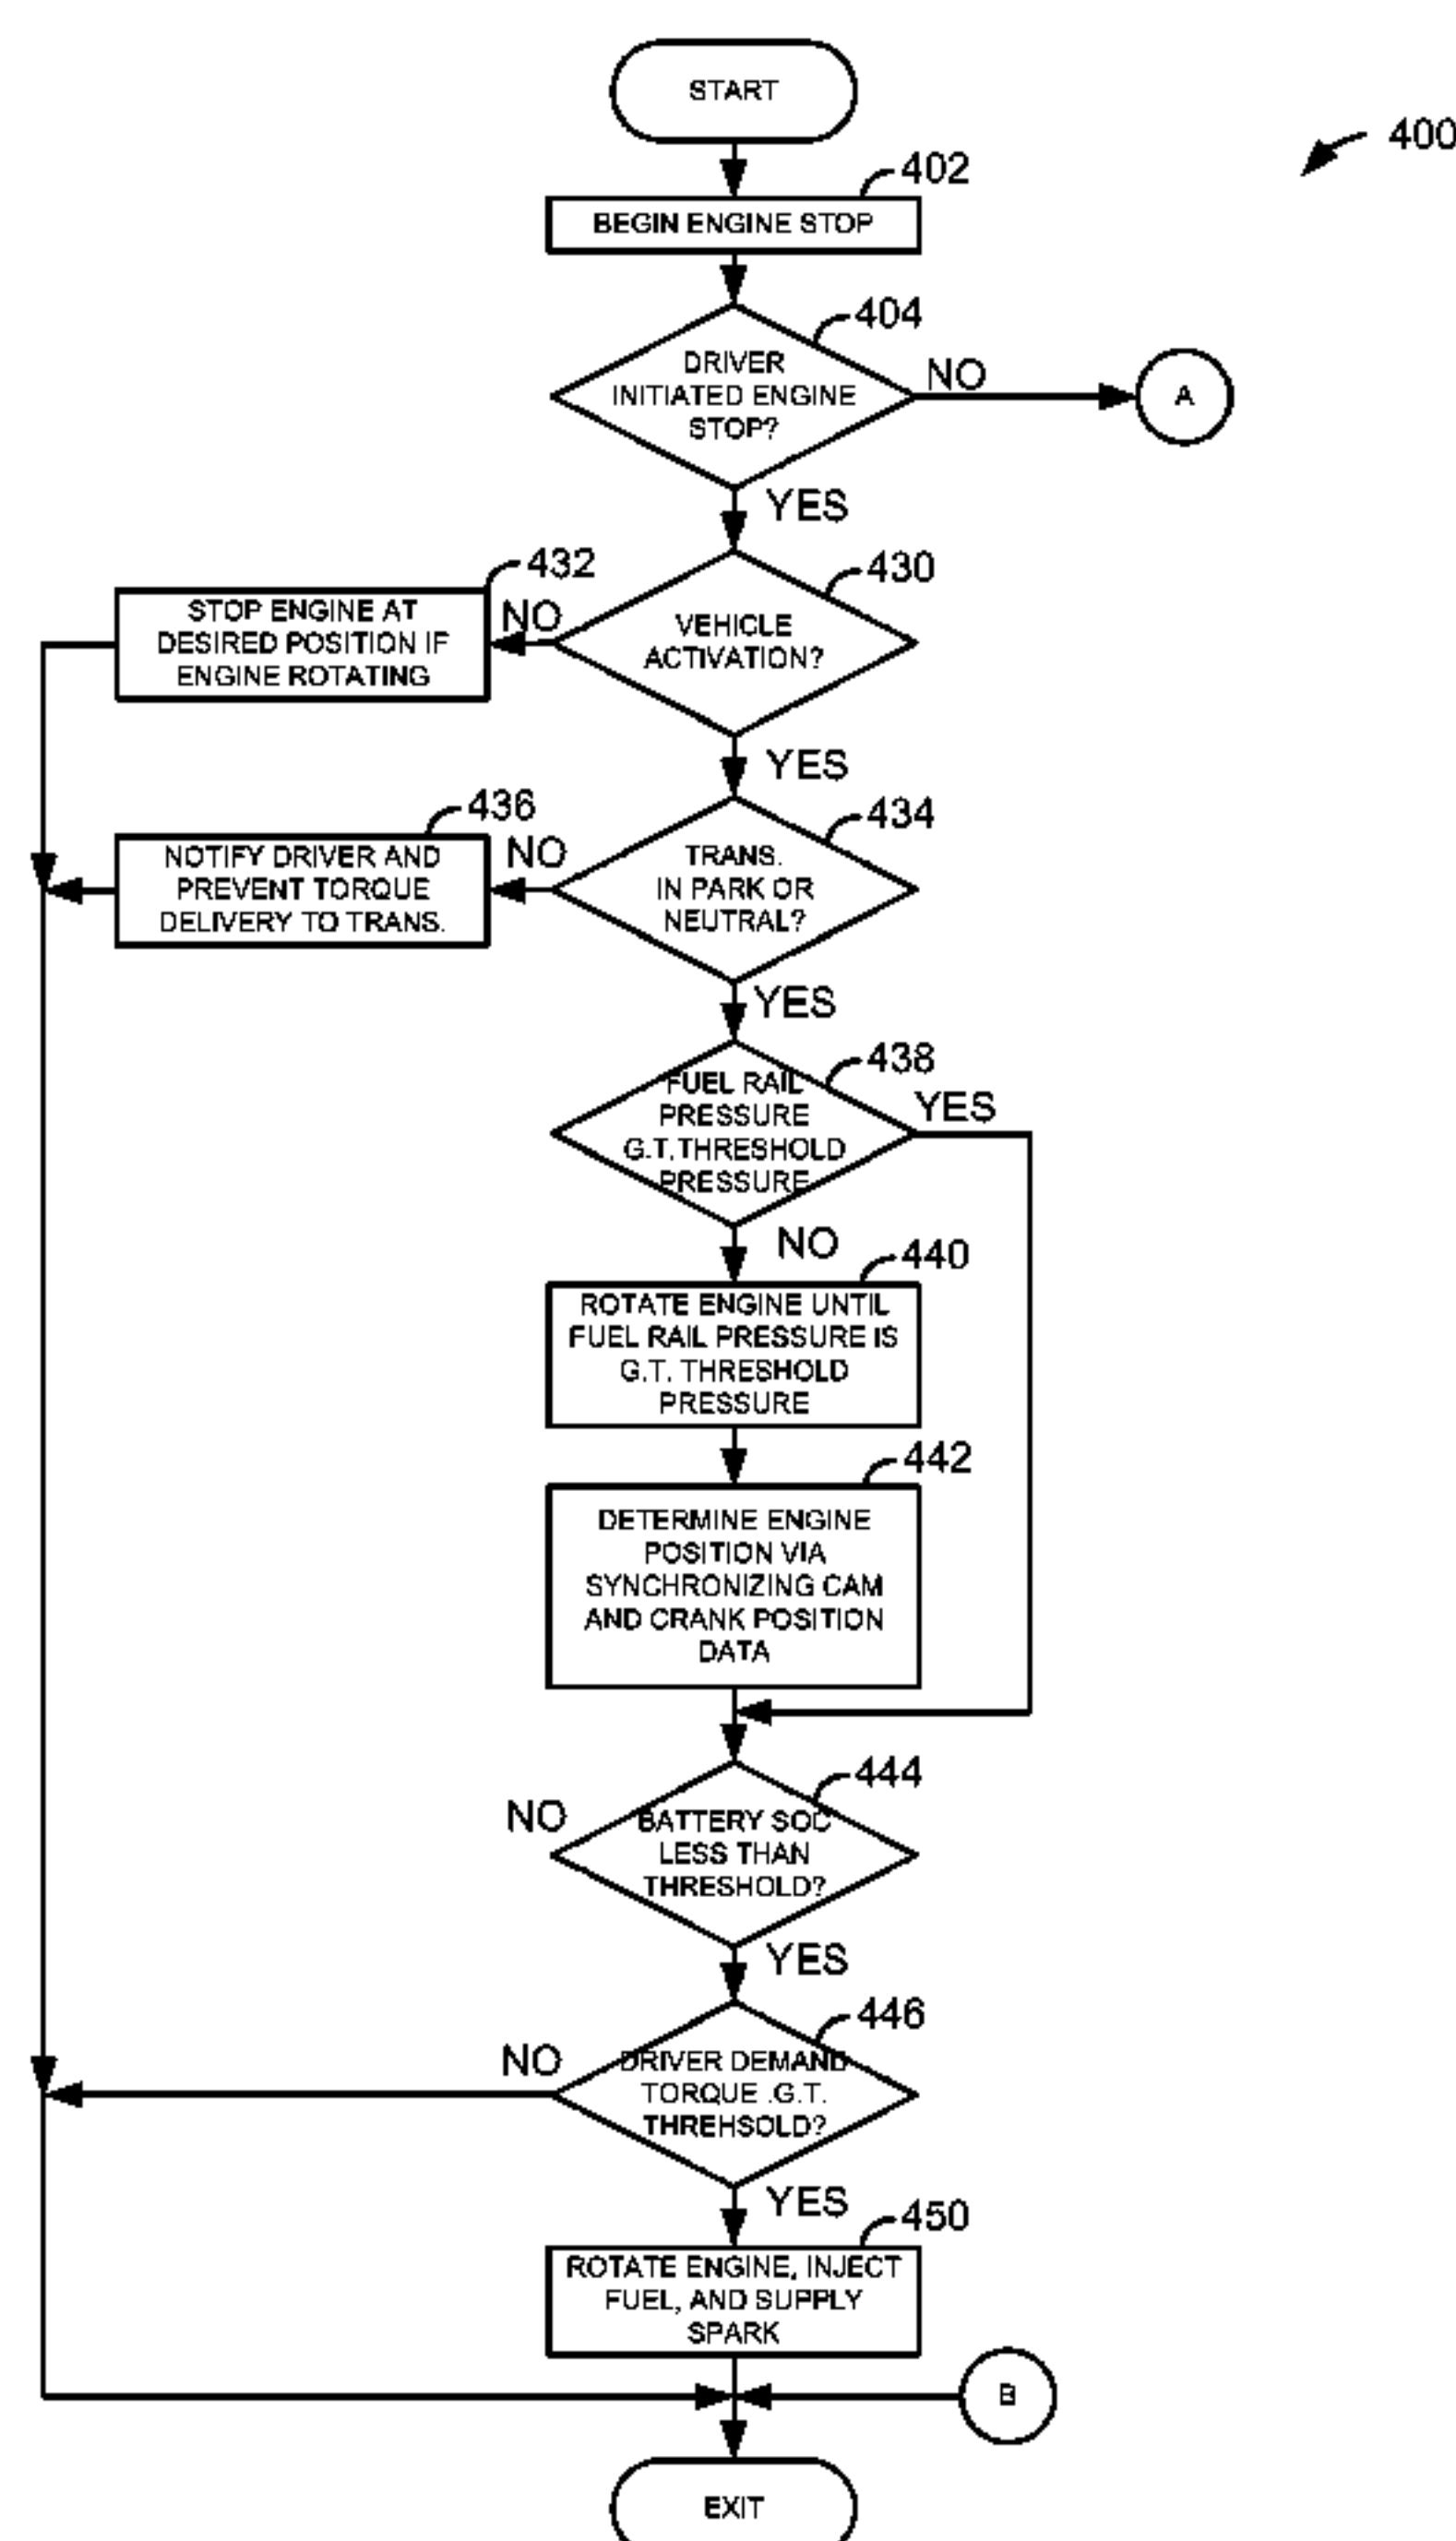 START
400
402
BEGIN ENGINE STOP
404
DRIVER
INITIATED ENGINE
STOP?
NO
A
YES
430
VEHICLE
ACTIVATION?
NO
432
STOP ENGINE AT
DESIRED POSITION IF
ENGINE ROTATING
YES
434
TRANS.
IN PARK OR
NEUTRAL?
NO
436
NOTIFY DRIVER AND
PREVENT TORQUE
DELIVERY TO TRANS.
YES
438
FUEL RAIL
PRESSURE
G.T.THRESHOLD
PRESSURE
YES
NO
440
ROTATE ENGINE UNTIL
FUEL RAIL PRESSURE IS
G.T. THRESHOLD
PRESSURE
442
DETERMINE ENGINE
POSITION VIA
SYNCHRONIZING CAM
AND CRANK POSITION
DATA
444
NO
BATTERY SOC
LESS THAN
THRESHOLD?
YES
446
NO
DRIVER DEMAND
TORQUE .G.T.
THREHSOLD?
YES
450
ROTATE ENGINE, INJECT
FUEL, AND SUPPLY
SPARK
B
EXIT